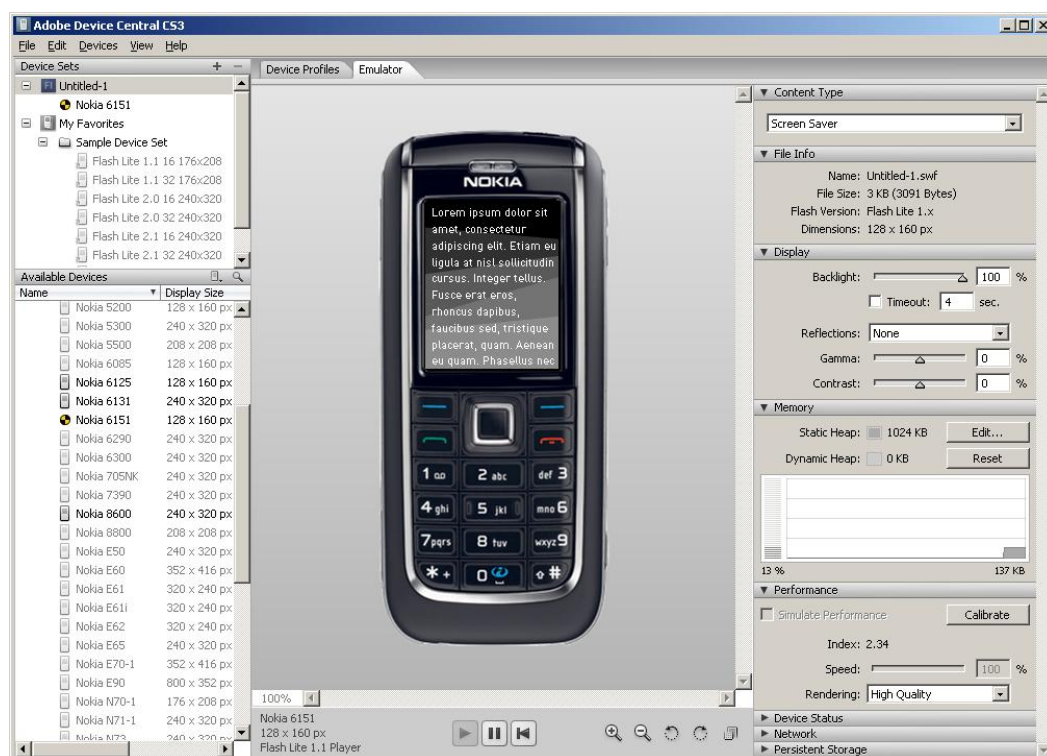 Adobe Device Central CS3
File Edit Devices View Help
Device Sets + −
Untitled-1
Nokia 6151
My Favorites
Sample Device Set
Flash Lite 1.1 16 176x208
Flash Lite 1.1 32 176x208
Flash Lite 2.0 16 240x320
Flash Lite 2.0 32 240x320
Flash Lite 2.1 16 240x320
Flash Lite 2.1 32 240x320
Available Devices
Name Display Size
Nokia 5200 128 x 160 px
Nokia 5300 240 x 320 px
Nokia 5500 208 x 208 px
Nokia 6085 128 x 160 px
Nokia 6125 128 x 160 px
Nokia 6131 240 x 320 px
Nokia 6151 128 x 160 px
Nokia 6290 240 x 320 px
Nokia 6300 240 x 320 px
Nokia 705NK 240 x 320 px
Nokia 7390 240 x 320 px
Nokia 8600 240 x 320 px
Nokia 8800 208 x 208 px
Nokia E50 240 x 320 px
Nokia E60 352 x 416 px
Nokia E61 320 x 240 px
Nokia E61i 320 x 240 px
Nokia E62 320 x 240 px
Nokia E65 240 x 320 px
Nokia E70-1 352 x 416 px
Nokia E90 800 x 352 px
Nokia N70-1 176 x 208 px
Nokia N71-1 240 x 320 px
Nokia N73 240 x 320 px
Device Profiles Emulator
NOKIA
Lorem ipsum dolor sit
amet, consectetur
adipiscing elit. Etiam eu
ligula at nisl sollicitudin
cursus. Integer tellus.
Fusce erat eros,
rhoncus dapibus,
faucibus sed, tristique
placerat, quam. Aenean
eu quam. Phasellus nec
1 2 abc def 3
4 ghi 5 jkl mno 6
7pqrs 8 tuv wxyz9
*+ 0 #
100%
Nokia 6151
128 x 160 px
Flash Lite 1.1 Player
Content Type
Screen Saver
File Info
Name: Untitled-1.swf
File Size: 3 KB (3091 Bytes)
Flash Version: Flash Lite 1.x
Dimensions: 128 x 160 px
Display
Backlight: 100 %
Timeout: 4 sec.
Reflections: None
Gamma: 0 %
Contrast: 0 %
Memory
Static Heap: 1024 KB Edit...
Dynamic Heap: 0 KB Reset
13 % 137 KB
Performance
Simulate Performance Calibrate
Index: 2.34
Speed: 100 %
Rendering: High Quality
Device Status
Network
Persistent Storage